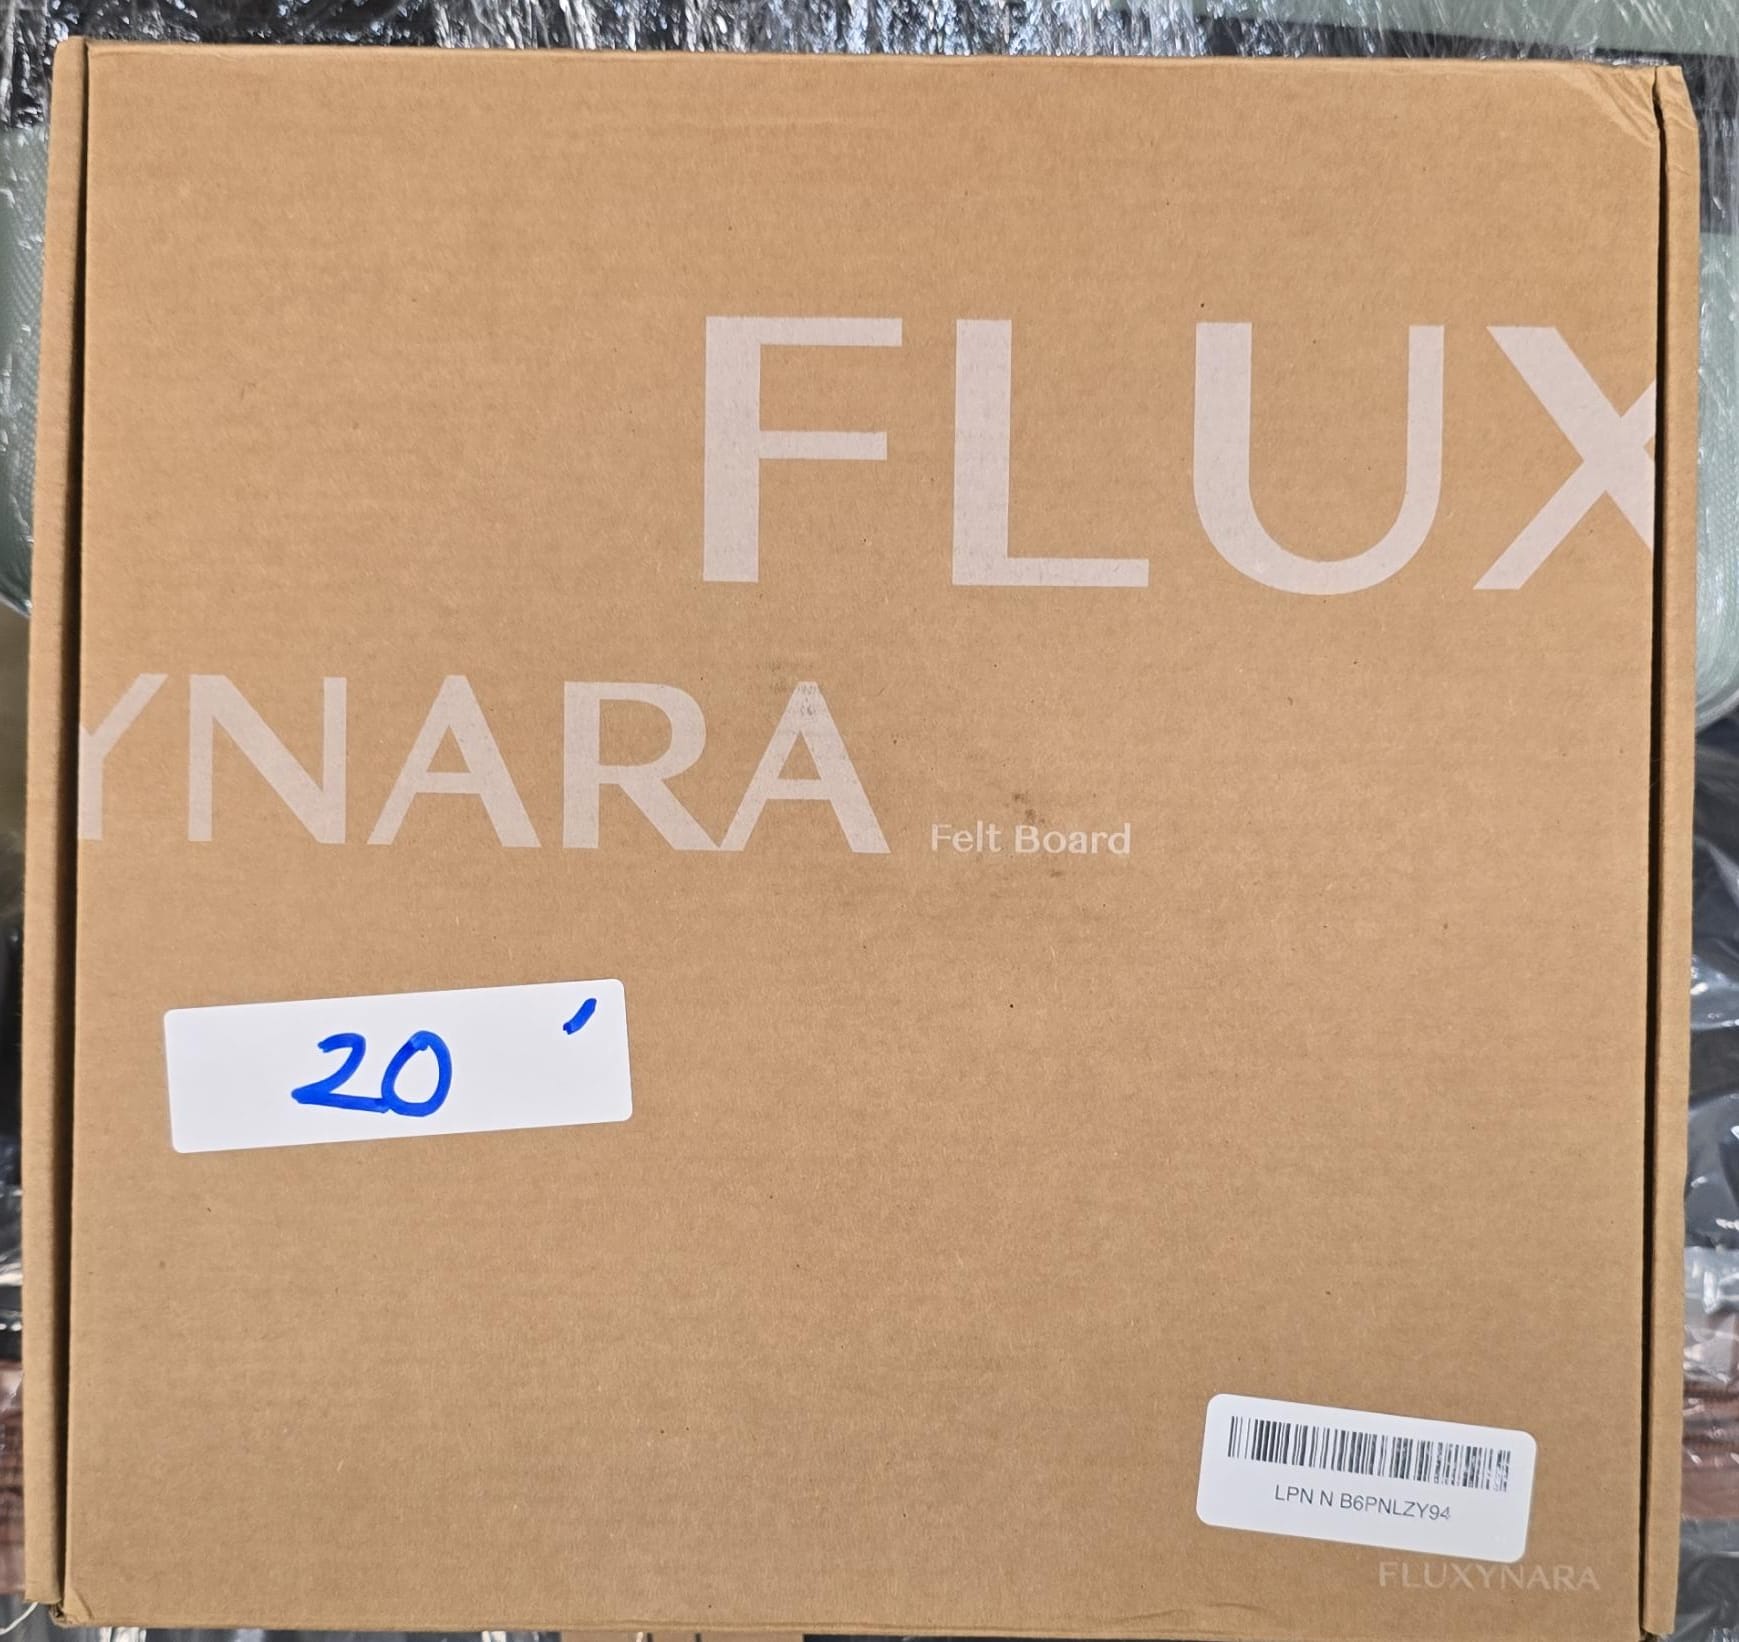 FLUX
YNARA Felt Board
20 '
LPN N B6PNLZY94
FLUXYNARA